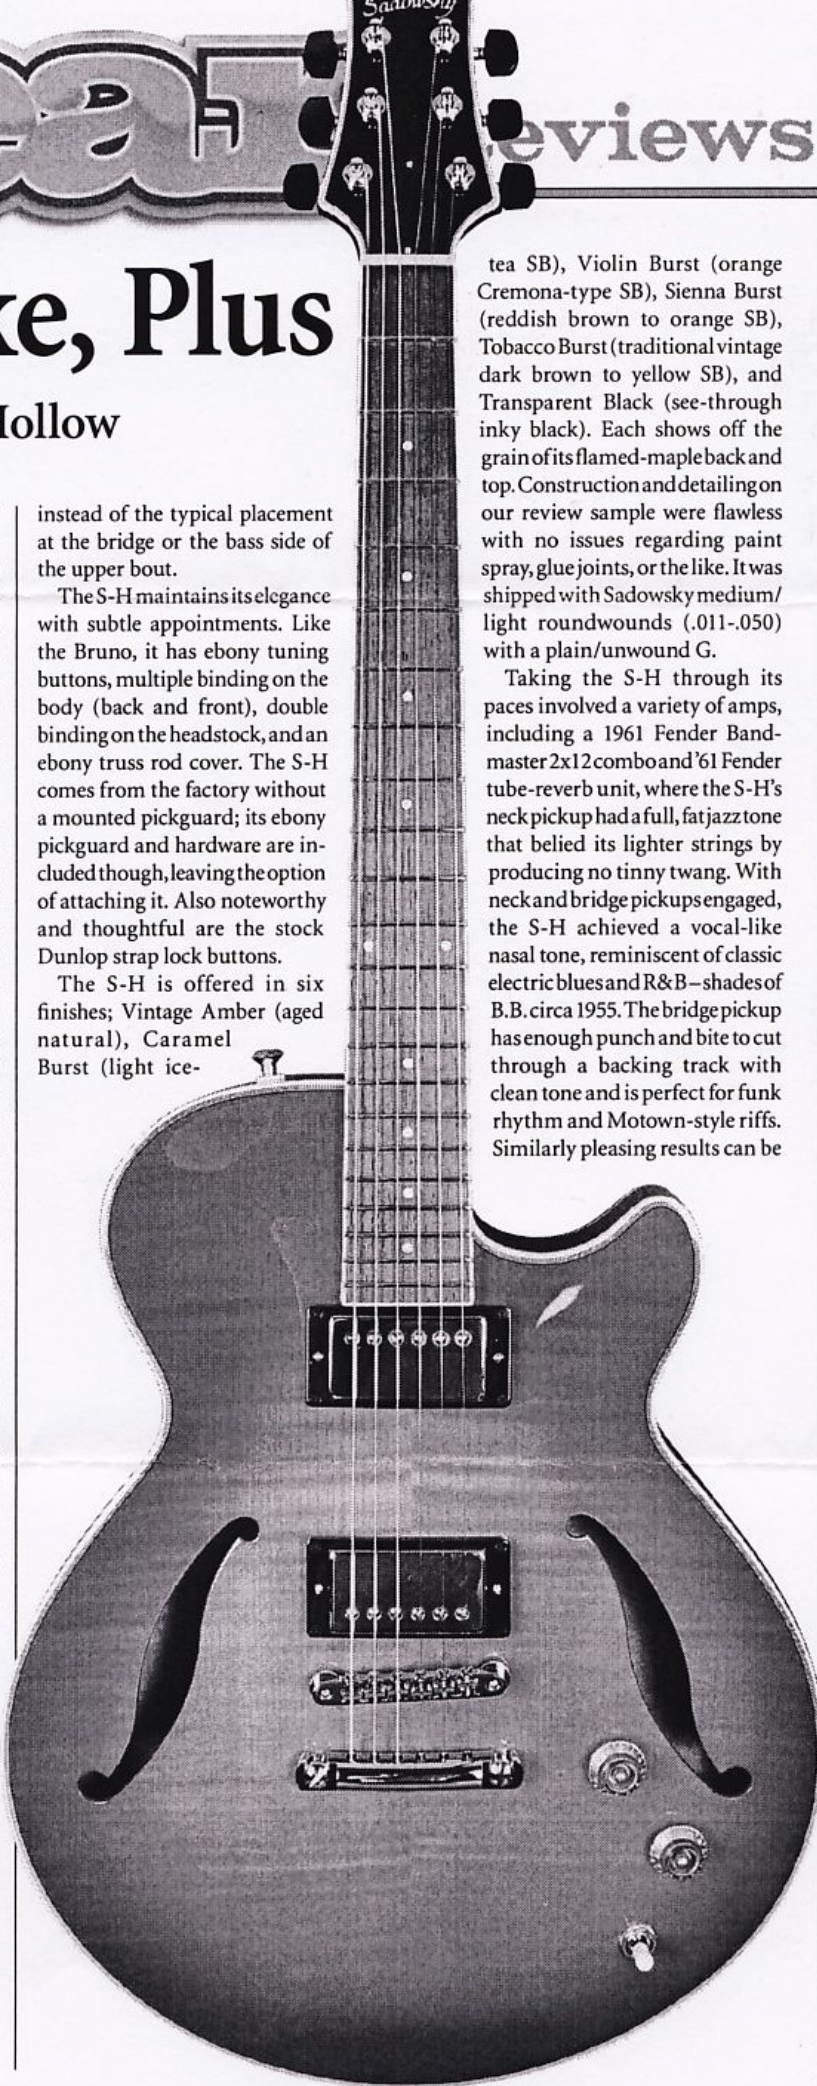 Sadowsky
eviews
ke, Plus
Hollow
instead of the typical placement
at the bridge or the bass side of
the upper bout.
The S-H maintains its elegance
with subtle appointments. Like
the Bruno, it has ebony tuning
buttons, multiple binding on the
body (back and front), double
binding on the headstock, and an
ebony truss rod cover. The S-H
comes from the factory without
a mounted pickguard; its ebony
pickguard and hardware are in-
cluded though, leaving the option
of attaching it. Also noteworthy
and thoughtful are the stock
Dunlop strap lock buttons.
The S-H is offered in six
finishes; Vintage Amber (aged
natural), Caramel
Burst (light ice-
tea SB), Violin Burst (orange
Cremona-type SB), Sienna Burst
(reddish brown to orange SB),
Tobacco Burst (traditional vintage
dark brown to yellow SB), and
Transparent Black (see-through
inky black). Each shows off the
grain of its flamed-maple back and
top. Construction and detailing on
our review sample were flawless
with no issues regarding paint
spray, glue joints, or the like. It was
shipped with Sadowsky medium/
light roundwounds (.011-.050)
with a plain/unwound G.
Taking the S-H through its
paces involved a variety of amps,
including a 1961 Fender Band-
master 2x12 combo and '61 Fender
tube-reverb unit, where the S-H's
neck pickup had a full, fat jazz tone
that belied its lighter strings by
producing no tinny twang. With
neck and bridge pickups engaged,
the S-H achieved a vocal-like
nasal tone, reminiscent of classic
electric blues and R&B – shades of
B.B. circa 1955. The bridge pickup
has enough punch and bite to cut
through a backing track with
clean tone and is perfect for funk
rhythm and Motown-style riffs.
Similarly pleasing results can be